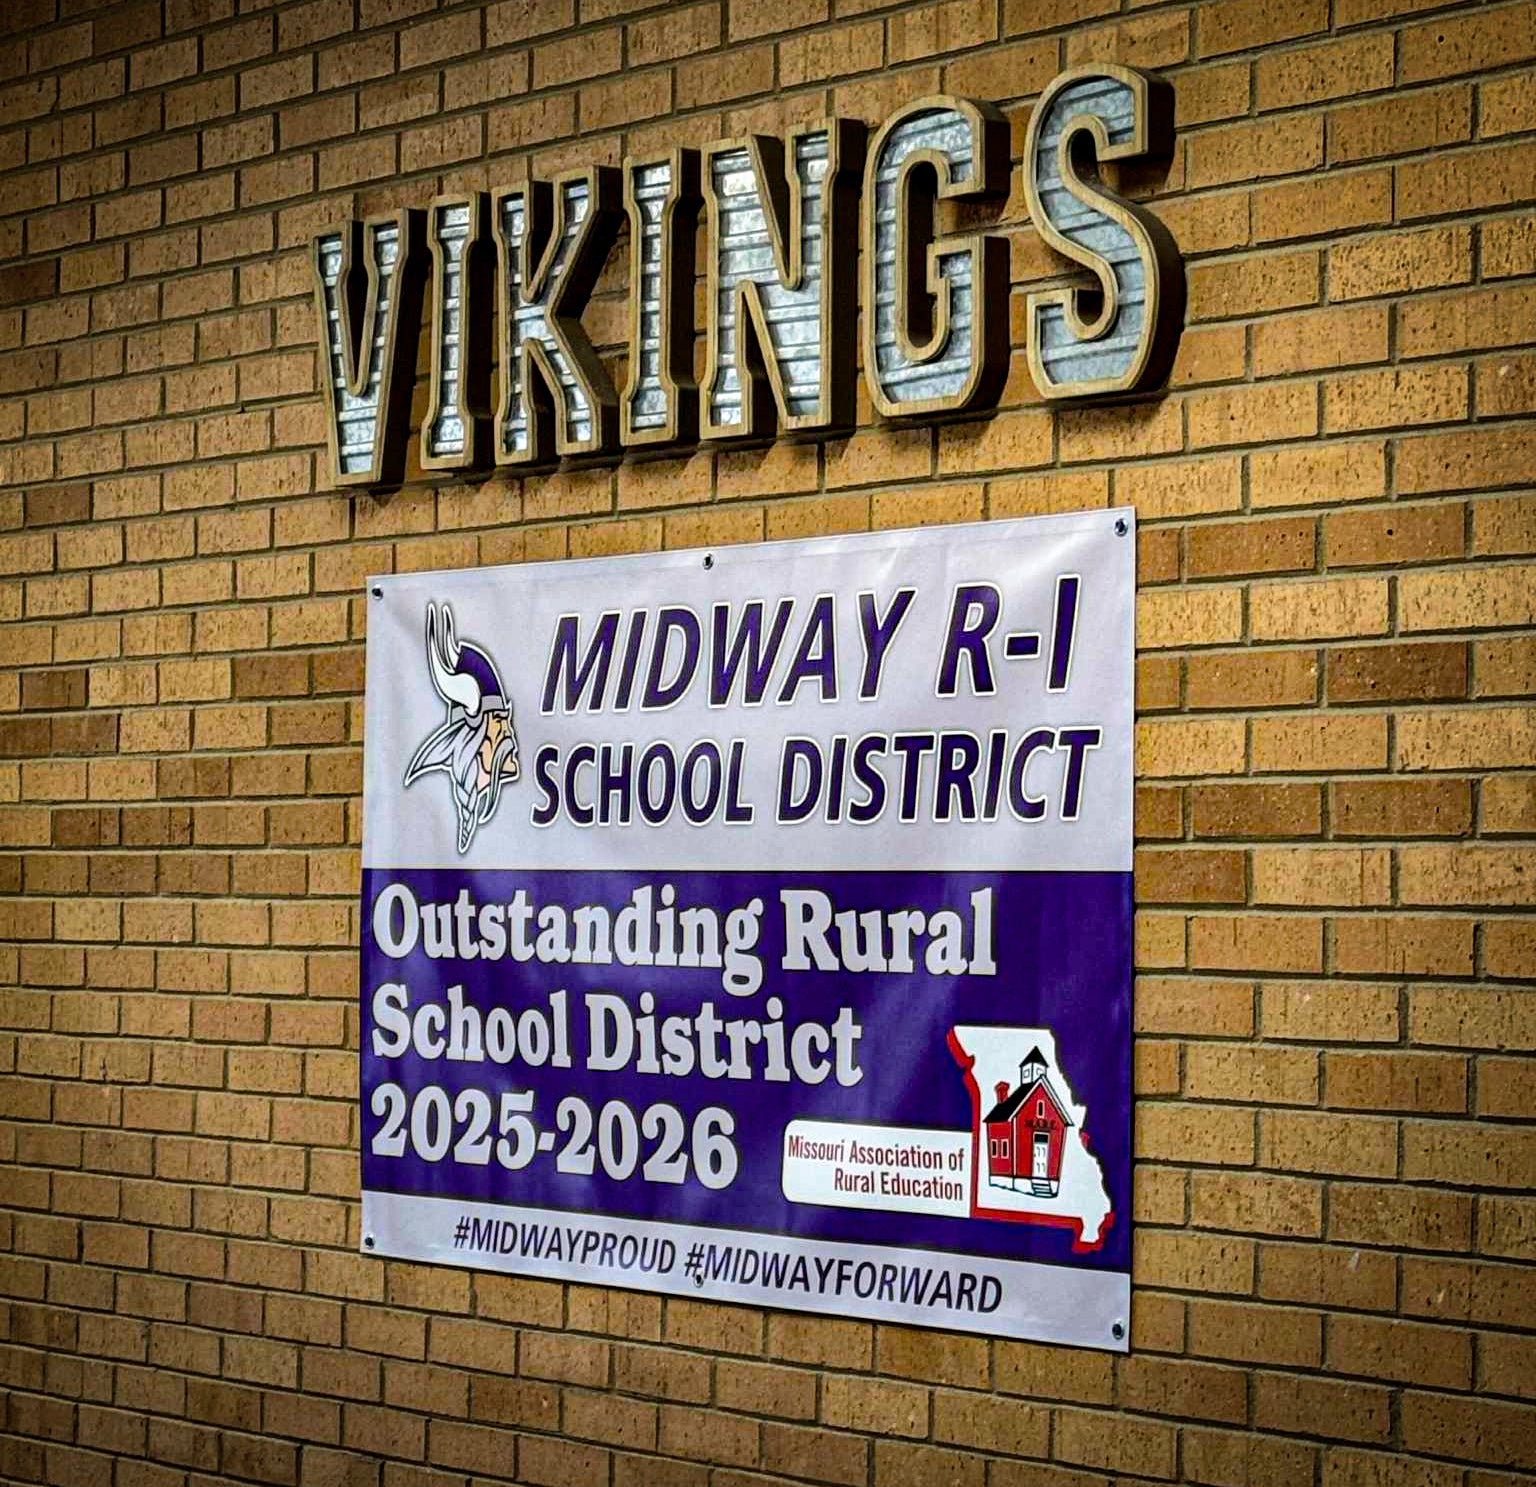 VIKINGS
MIDWAY R-I
SCHOOL DISTRICT
Outstanding Rural
School District
2025-2026
Missouri Association of
Rural Education
M.A.R.E.
#MIDWAYPROUD #MIDWAYFORWARD